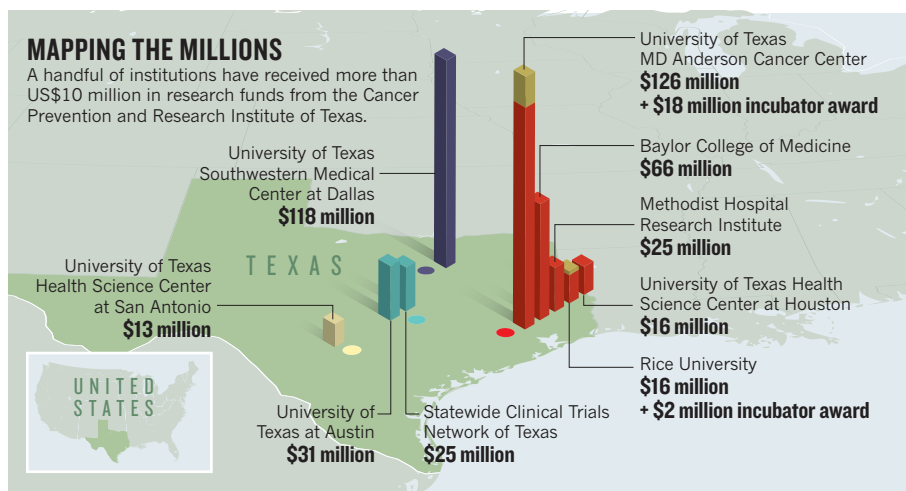 MAPPING THE MILLIONS
A handful of institutions have received more than
US$10 million in research funds from the Cancer
Prevention and Research Institute of Texas.
University of Texas
Southwestern Medical
Center at Dallas
$118 million
University of Texas
MD Anderson Cancer Center
$126 million
+ $18 million incubator award
Baylor College of Medicine
$66 million
Methodist Hospital
Research Institute
$25 million
University of Texas Health
Science Center at Houston
$16 million
Rice University
$16 million
+ $2 million incubator award
TEXAS
University of Texas
Health Science Center
at San Antonio
$13 million
University of
Texas at Austin
$31 million
Statewide Clinical Trials
Network of Texas
$25 million
UNITED
STATES